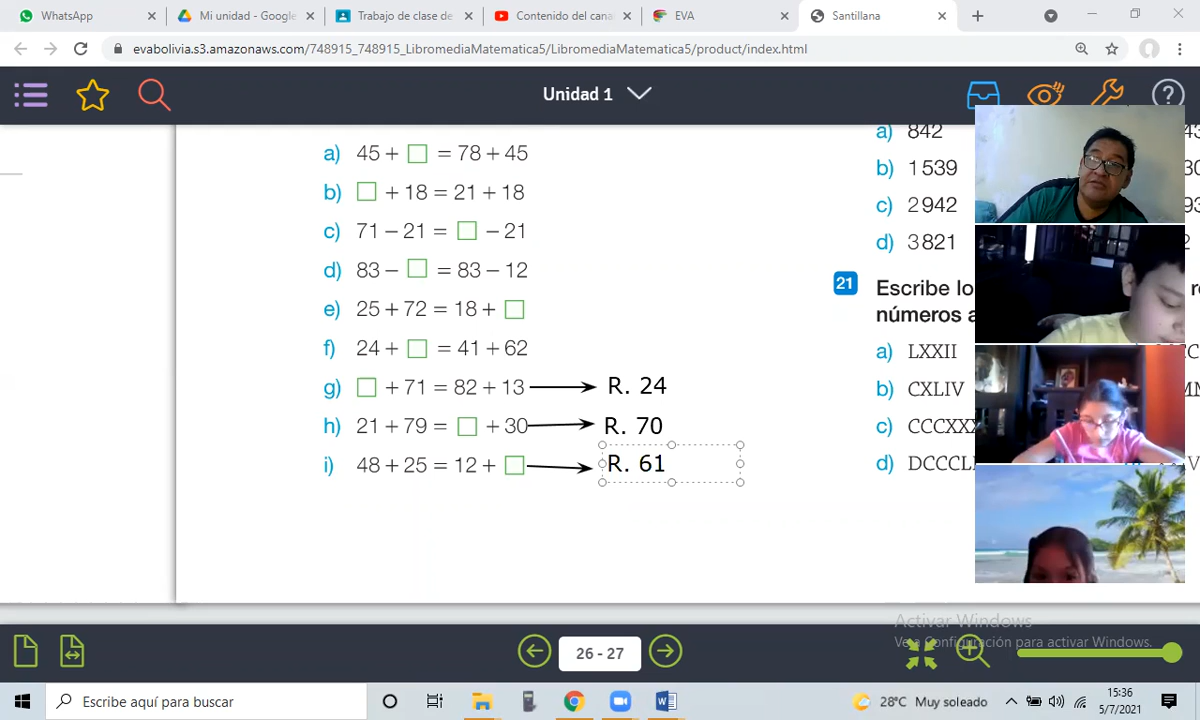 WhatsApp
Mi unidad - Google
Trabajo de clase de
Contenido del cana
EVA
Santillana
evabolivia.s3.amazonaws.com/748915_748915_LibromediaMatematica5/LibromediaMatematica5/product/index.html
Unidad 1
a) 45 + □ = 78 + 45
b) □ + 18 = 21 + 18
c) 71 − 21 = □ − 21
d) 83 − □ = 83 − 12
e) 25 + 72 = 18 + □
f) 24 + □ = 41 + 62
g) □ + 71 = 82 + 13 → R. 24
h) 21 + 79 = □ + 30 → R. 70
i) 48 + 25 = 12 + □ → R. 61
a) 842
b) 1 539
c) 2 942
d) 3 821
21 Escribe lo
números a
a) LXXII
b) CXLIV
c) CCCXXX
d) DCCCL
Activar Windows
Ve a Configuración para activar Windows.
26 - 27
Escribe aquí para buscar
28°C Muy soleado
15:36
5/7/2021